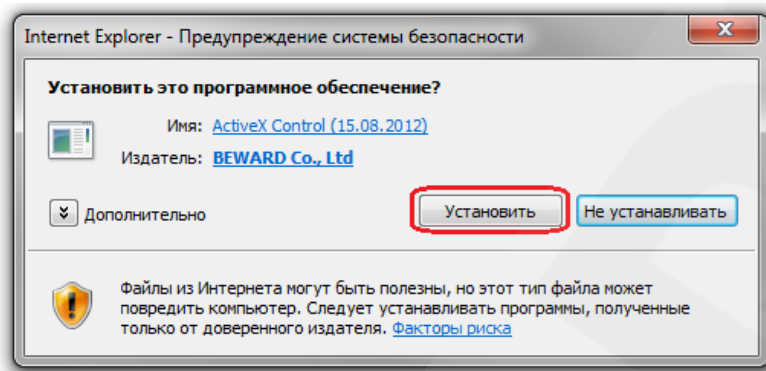 Internet Explorer - Предупреждение системы безопасности
Установить это программное обеспечение?
Имя: ActiveX Control (15.08.2012)
Издатель: BEWARD Co., Ltd
Дополнительно
Установить
Не устанавливать
Файлы из Интернета могут быть полезны, но этот тип файла может
повредить компьютер. Следует устанавливать программы, полученные
только от доверенного издателя. Факторы риска